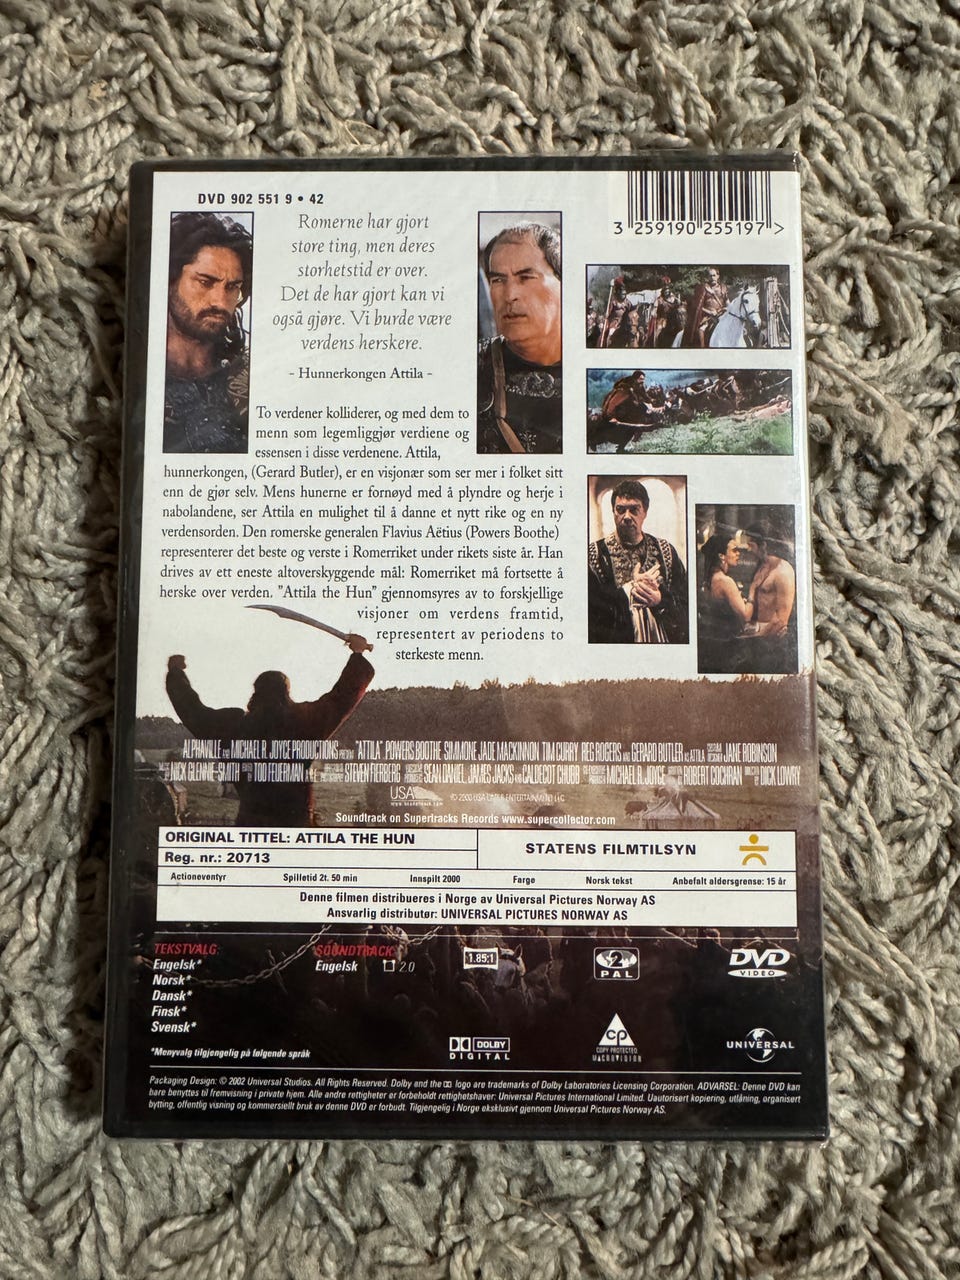 DVD 902 551 9 • 42
3 259190 255197 >
Romerne har gjort
store ting, men deres
storhetstid er over.
Det de har gjort kan vi
også gjøre. Vi burde være
verdens herskere.
- Hunnerkongen Attila -
To verdener kolliderer, og med dem to
menn som legemliggjør verdiene og
essensen i disse verdenene. Attila,
hunnerkongen, (Gerard Butler), er en visjonær som ser mer i folket sitt
enn de gjør selv. Mens hunerne er fornøyd med å plyndre og herje i
nabolandene, ser Attila en mulighet til å danne et nytt rike og en ny
verdensorden. Den romerske generalen Flavius Aëtius (Powers Boothe)
representerer det beste og verste i Romerriket under rikets siste år. Han
drives av ett eneste altoverskyggende mål: Romerriket må fortsette å
herske over verden. "Attila the Hun" gjennomsyres av to forskjellige
visjoner om verdens framtid,
representert av periodens to
sterkeste menn.
ALPHAVILLE AND MICHAEL R. JOYCE PRODUCTIONS "ATTILA" POWERS BOOTHE SIMMONE JADE MACKINNON TIM CURRY REG ROGERS AND GERARD BUTLER AS ATTILA JANE ROBINSON
NICK GLENNIE-SMITH TOD FEUERMAN STEVEN FIERBERG SEAN DANIEL, JAMES JACKS AND CALDECOT CHUBB MICHAEL R. JOYCE ROBERT COCHRAN DICK LOWRY
USA © 2000 USA CABLE ENTERTAINMENT LLC
Soundtrack on Supertracks Records www.supercollector.com
ORIGINAL TITTEL: ATTILA THE HUN
Reg. nr.: 20713
STATENS FILMTILSYN
Actioneventyr Spilletid 2t. 50 min Innspilt 2000 Farge Norsk tekst Anbefalt aldersgrense: 15 år
Denne filmen distribueres i Norge av Universal Pictures Norway AS
Ansvarlig distributør: UNIVERSAL PICTURES NORWAY AS
TEKSTVALG:
Engelsk*
Norsk*
Dansk*
Finsk*
Svensk*
*Menyvalg tilgjengelig på følgende språk
SOUNDTRACK:
Engelsk 2.0
1.85:1
2
PAL
DVD
VIDEO
DOLBY
DIGITAL
CP
COPY PROTECTED
MACROVISION
UNIVERSAL
Packaging Design: © 2002 Universal Studios. All Rights Reserved. Dolby and the logo are trademarks of Dolby Laboratories Licensing Corporation. ADVARSEL: Denne DVD kan
bare benyttes til fremvisning i private hjem. Alle andre rettigheter er forbeholdt rettighetshaver: Universal Pictures International Limited. Uautorisert kopiering, utlåning, organisert
bytting, offentlig visning og kommersiellt bruk av denne DVD er forbudt. Tilgjengelig i Norge eksklusivt gjennom Universal Pictures Norway AS.